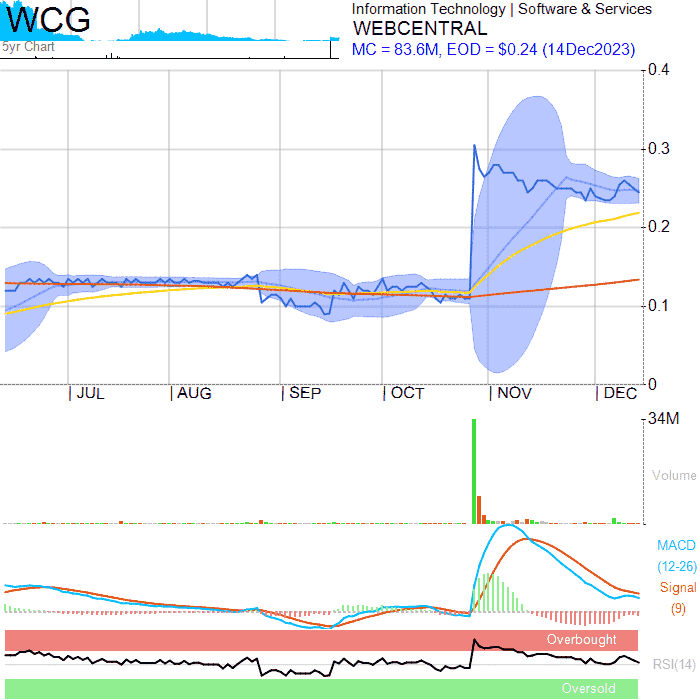 WCG
5yr Chart
Information Technology | Software & Services
WEBCENTRAL
MC = 83.6M, EOD = $0.24 (14Dec2023)
0.4
0.3
0.2
0.1
0
| JUL | AUG | SEP | OCT | NOV | DEC
34M
Volume
MACD
(12-26)
Signal
(9)
Overbought
RSI(14)
Oversold